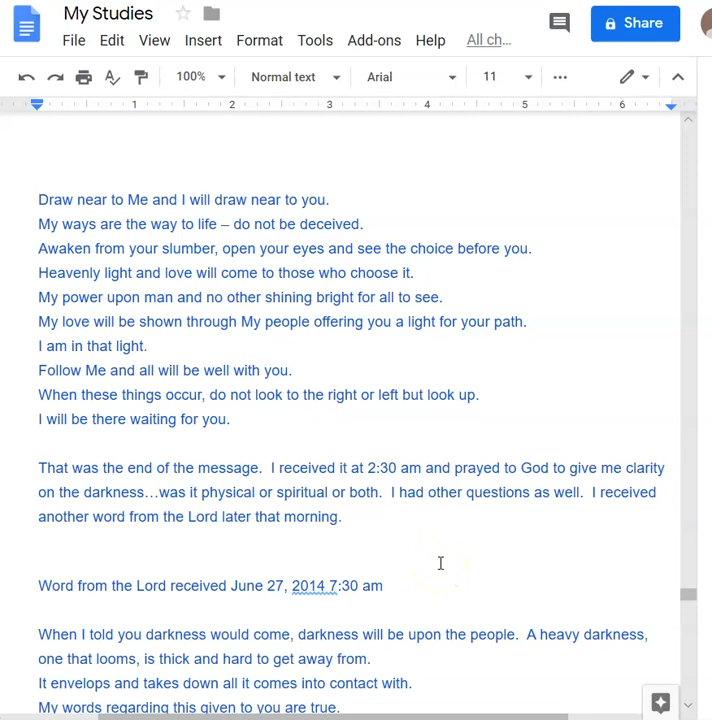 My Studies
Share
File Edit View Insert Format Tools Add-ons Help All ch...
100% Normal text Arial 11
1 2 3 4 5 6
Draw near to Me and I will draw near to you.
My ways are the way to life – do not be deceived.
Awaken from your slumber, open your eyes and see the choice before you.
Heavenly light and love will come to those who choose it.
My power upon man and no other shining bright for all to see.
My love will be shown through My people offering you a light for your path.
I am in that light.
Follow Me and all will be well with you.
When these things occur, do not look to the right or left but look up.
I will be there waiting for you.
That was the end of the message.  I received it at 2:30 am and prayed to God to give me clarity
on the darkness…was it physical or spiritual or both.  I had other questions as well.  I received
another word from the Lord later that morning.
Word from the Lord received June 27, 2014 7:30 am
When I told you darkness would come, darkness will be upon the people.  A heavy darkness,
one that looms, is thick and hard to get away from.
It envelops and takes down all it comes into contact with.
My words regarding this given to you are true.